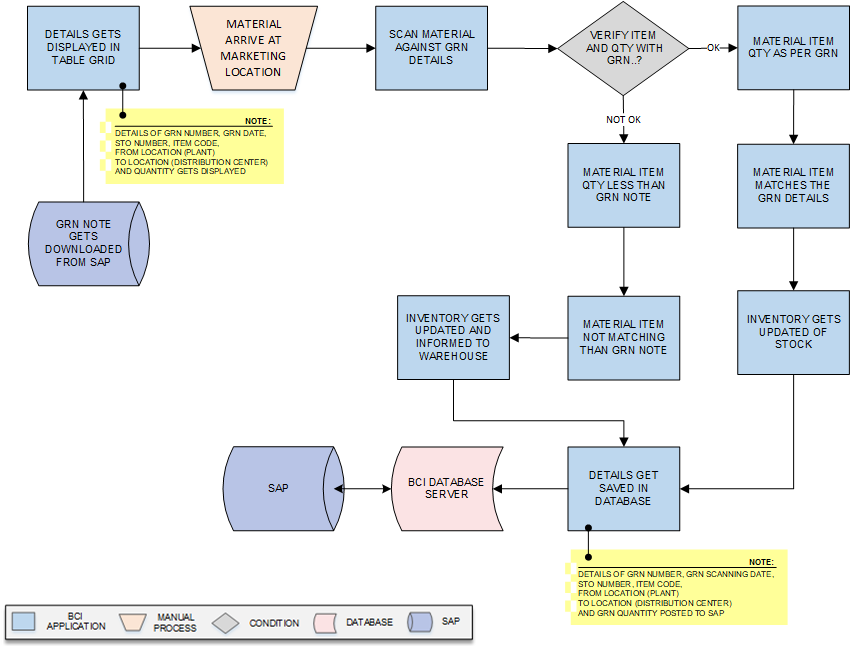 DETAILS GETS
DISPLAYED IN
TABLE GRID
MATERIAL
ARRIVE AT
MARKETING
LOCATION
SCAN MATERIAL
AGAINST GRN
DETAILS
VERIFY ITEM
AND QTY WITH
GRN..?
OK
MATERIAL ITEM
QTY AS PER GRN
NOTE:
DETAILS OF GRN NUMBER, GRN DATE,
STO NUMBER, ITEM CODE,
FROM LOCATION (PLANT)
TO LOCATION (DISTRIBUTION CENTER)
AND QUANTITY GETS DISPLAYED
NOT OK
MATERIAL ITEM
QTY LESS THAN
GRN NOTE
MATERIAL ITEM
MATCHES THE
GRN DETAILS
GRN NOTE
GETS
DOWNLOADED
FROM SAP
INVENTORY GETS
UPDATED AND
INFORMED TO
WAREHOUSE
MATERIAL ITEM
NOT MATCHING
THAN GRN NOTE
INVENTORY GETS
UPDATED OF
STOCK
SAP
BCI DATABASE
SERVER
DETAILS GET
SAVED IN
DATABASE
NOTE:
DETAILS OF GRN NUMBER, GRN SCANNING DATE,
STO NUMBER, ITEM CODE,
FROM LOCATION (PLANT)
TO LOCATION (DISTRIBUTION CENTER)
AND GRN QUANTITY POSTED TO SAP
BCI
APPLICATION
MANUAL
PROCESS
CONDITION
DATABASE
SAP